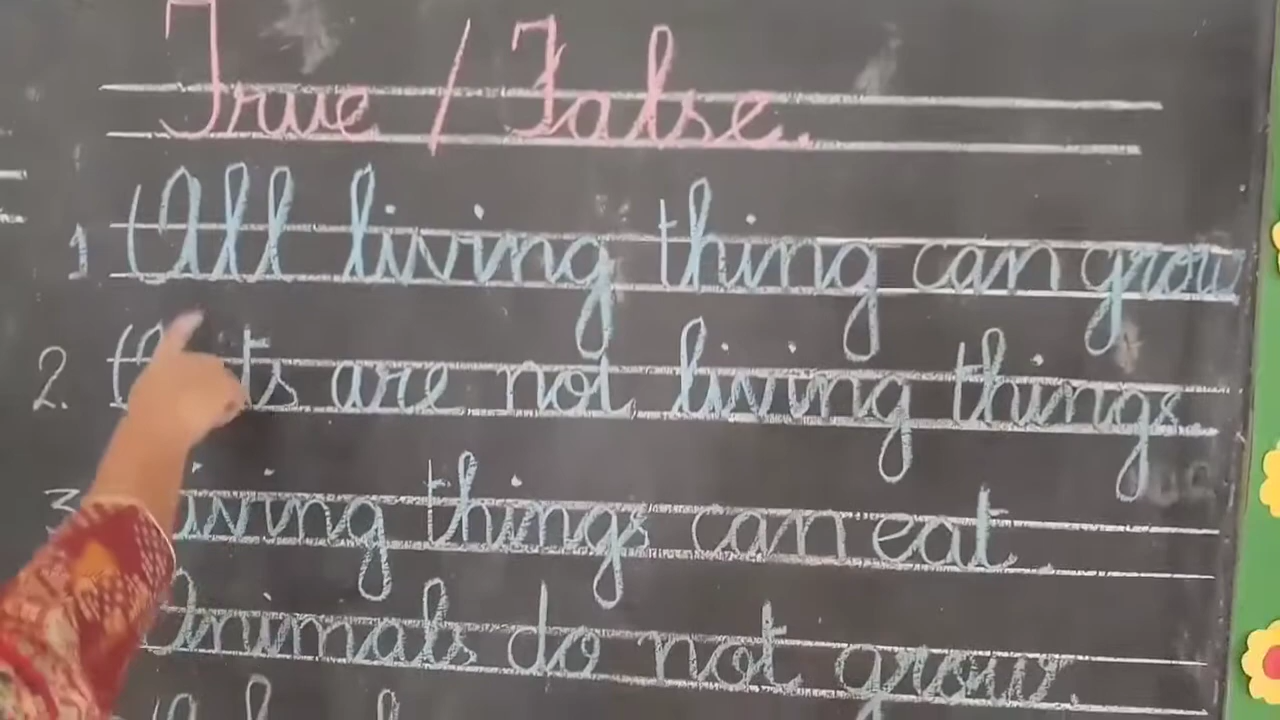 True / False.
1 All living thing can grow
2. are not living things.
3 living things can eat.
Animals do not grow.